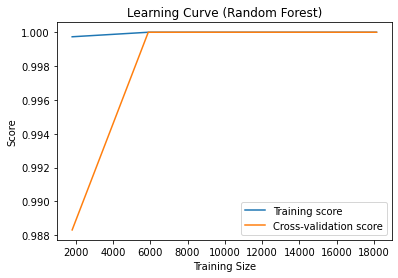 Learning Curve (Random Forest)
1.000
0.998
0.996
0.994
0.992
0.990
0.988
Score
2000 4000 6000 8000 10000 12000 14000 16000 18000
Training Size
Training score
Cross-validation score